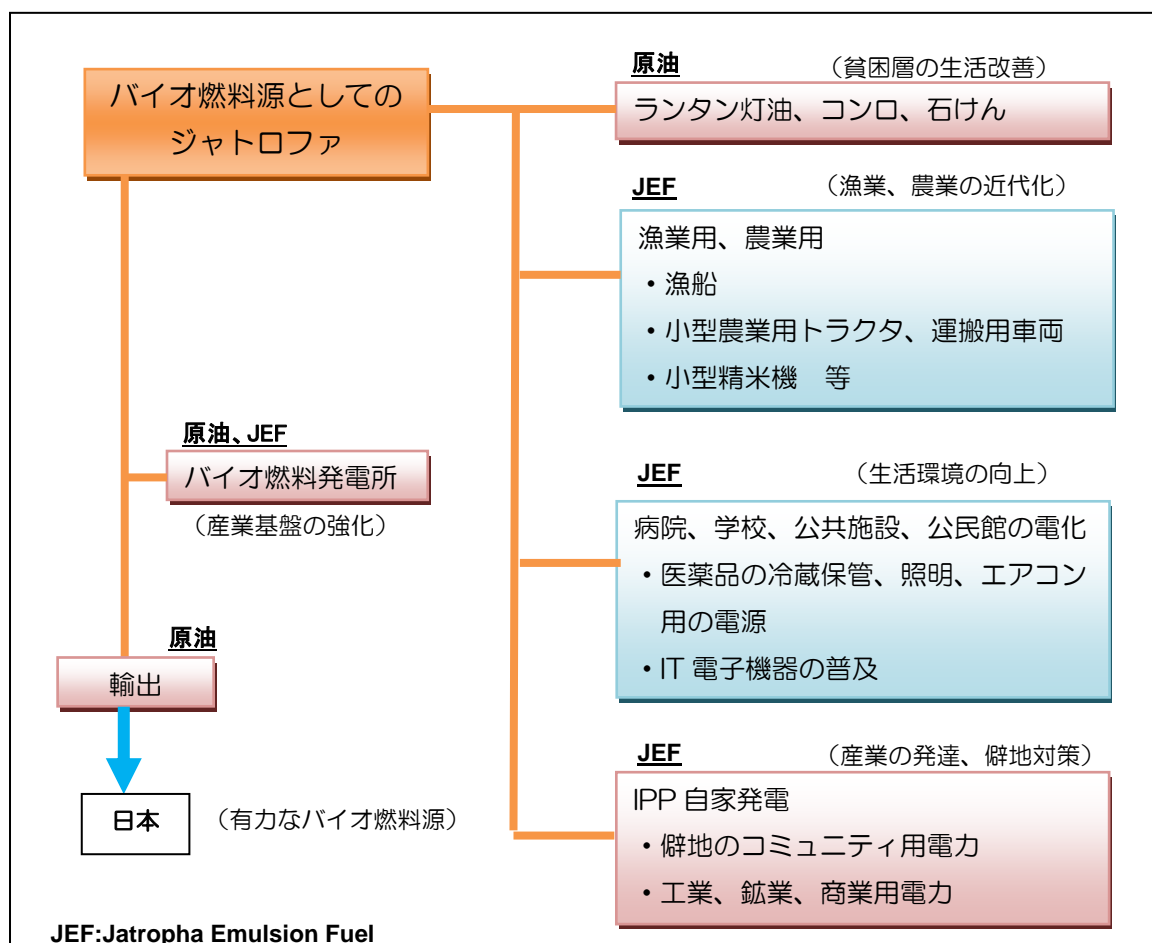 バイオ燃料源としての
ジャトロファ
原油 （貧困層の生活改善）
ランタン灯油、コンロ、石けん
JEF （漁業、農業の近代化）
漁業用、農業用
・漁船
・小型農業用トラクタ、運搬用車両
・小型精米機　等
原油、JEF
バイオ燃料発電所
（産業基盤の強化）
JEF （生活環境の向上）
病院、学校、公共施設、公民館の電化
・医薬品の冷蔵保管、照明、エアコン
用の電源
・IT 電子機器の普及
原油
輸出
日本 （有力なバイオ燃料源）
JEF （産業の発達、僻地対策）
IPP 自家発電
・僻地のコミュニティ用電力
・工業、鉱業、商業用電力
JEF:Jatropha Emulsion Fuel